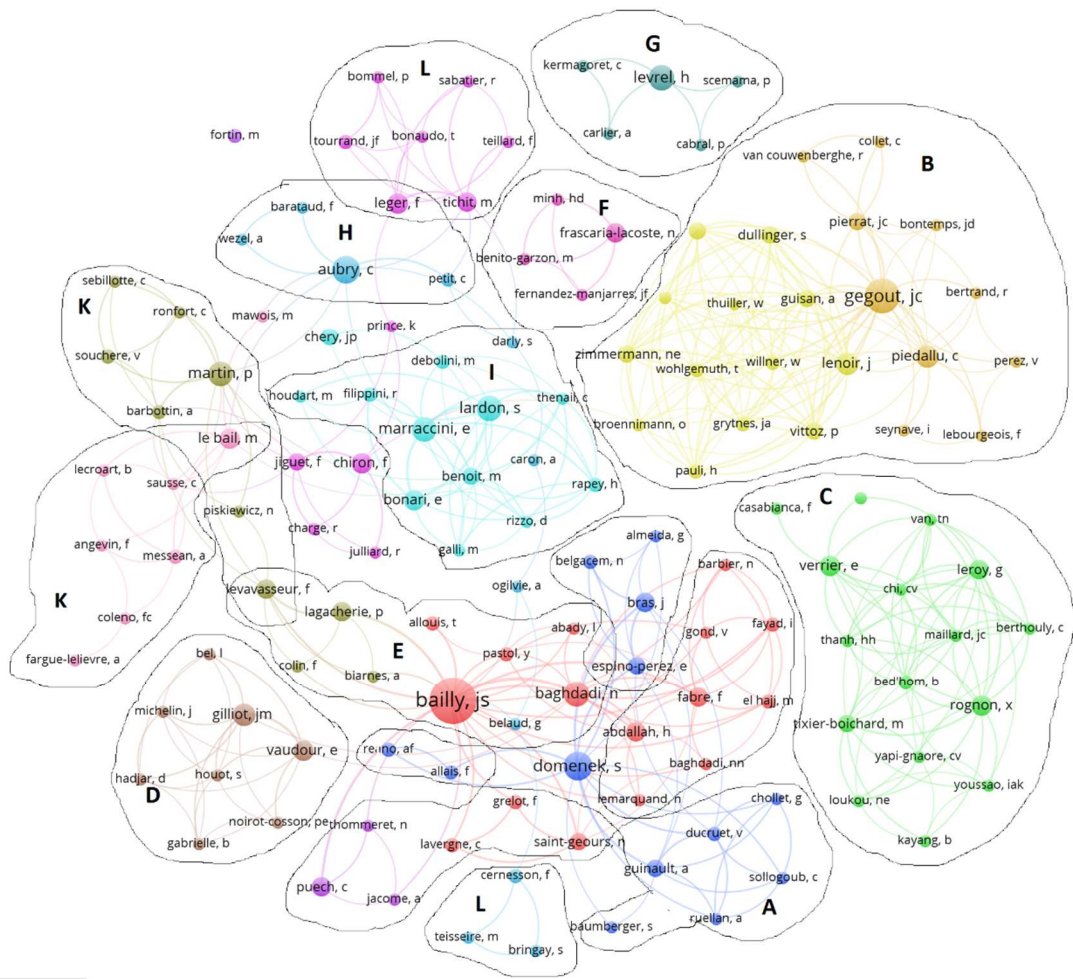 G
L
kermagoret, c
levrel, h
scemama, p
bommel, p
sabatier, r
carlier, a
cabral, p
fortin, m
tourrand, jf
bonaudo, t
teillard, f
collet, c
van couwenberghe, r
B
leger, f
tichit, m
minh, hd
F
frascaria-lacoste, n
pierrat, jc
bontemps, jd
barataud, f
wezel, a
H
dullinger, s
benito-garzon, m
aubry, c
petit, c
fernandez-manjarres, jf
sebillotte, c
K
ronfort, c
mawois, m
prince, k
thuiller, w
guisan, a
gegout, jc
bertrand, r
souchere, v
chery, jp
darly, s
debolini, m
I
zimmermann, ne
wohlgemuth, t
willner, w
lenoir, j
piedallu, c
perez, v
martin, p
houdart, m
filippini, r
lardon, s
thenail, c
barbottin, a
marraccini, e
broennimann, o
grytnes, ja
vittoz, p
seynave, i
lebourgeois, f
le bail, m
lecroart, b
sausse, c
jiguet, f
chiron, f
benoit, m
caron, a
rapey, h
pauli, h
piskiewicz, n
bonari, e
rizzo, d
C
casabianca, f
van, tn
angevin, f
messean, a
charge, r
julliard, r
galli, m
almeida, g
belgacem, n
barbier, n
verrier, e
leroy, g
K
coleno, fc
levavasseur, f
ogilvie, a
bras, j
chi, cv
lagacherie, p
allouis, t
abady, l
gond, v
fayad, i
thanh, hh
maillard, jc
berthouly, c
fargue-lelievre, a
bel, l
colin, f
E
biarnes, a
pastol, y
espino-perez, e
bed'hom, b
michelin, j
gilliot, jm
bailly, js
baghdadi, n
fabre, f
el hajj, m
rognon, x
belaud, g
abdallah, h
tixier-boichard, m
vaudour, e
hadjar, d
houot, s
D
allais, f
domenek, s
baghdadi, nn
yapi-gnaore, cv
youssao, iak
noirot-cosson, pe
grelot, f
lemarquand, n
chollet, g
loukou, ne
gabrielle, b
thommeret, n
lavergne, c
saint-geours, n
ducruet, v
kayang, b
puech, c
jacome, a
cernesson, f
guinault, a
sollogoub, c
L
A
teisseire, m
bringay, s
baumberger, s
ruellan, a